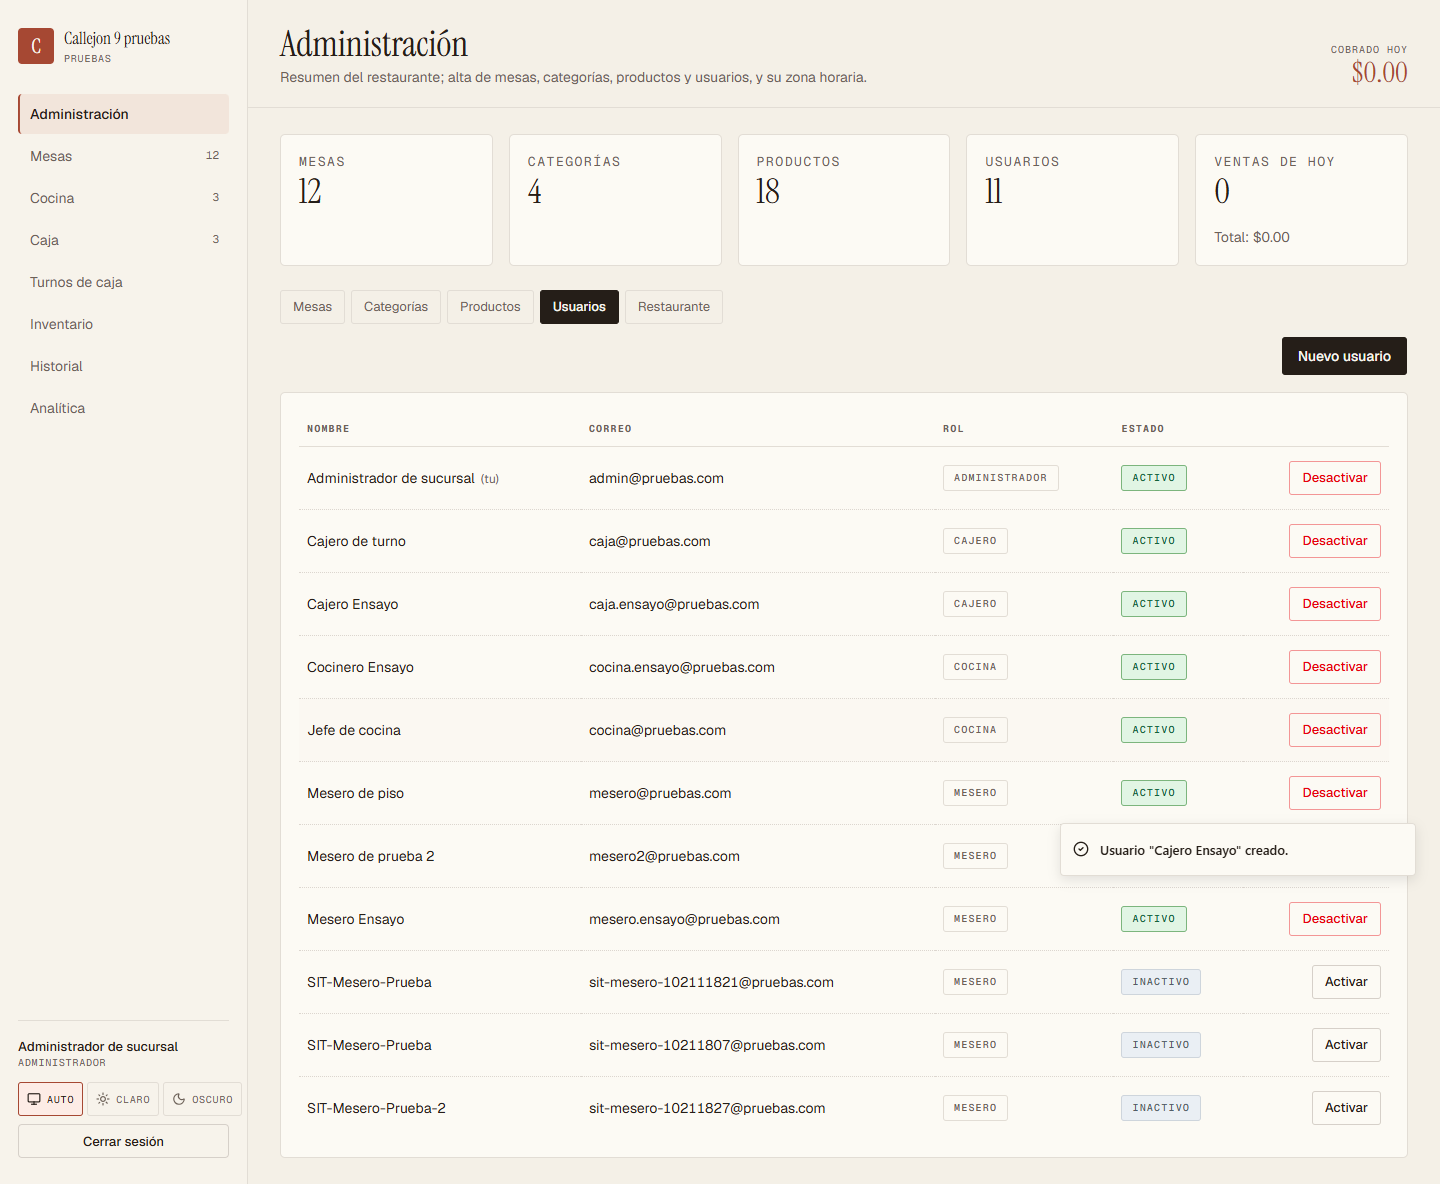 C
Callejon 9 pruebas
PRUEBAS
Administración
Mesas 12
Cocina 3
Caja 3
Turnos de caja
Inventario
Historial
Analítica
Administrador de sucursal
ADMINISTRADOR
AUTO CLARO OSCURO
Cerrar sesión
Administración
Resumen del restaurante; alta de mesas, categorías, productos y usuarios, y su zona horaria.
COBRADO HOY
$0.00
MESAS
12
CATEGORÍAS
4
PRODUCTOS
18
USUARIOS
11
VENTAS DE HOY
0
Total: $0.00
Mesas Categorías Productos Usuarios Restaurante
Nuevo usuario
NOMBRE CORREO ROL ESTADO
Administrador de sucursal (tu) admin@pruebas.com ADMINISTRADOR ACTIVO Desactivar
Cajero de turno caja@pruebas.com CAJERO ACTIVO Desactivar
Cajero Ensayo caja.ensayo@pruebas.com CAJERO ACTIVO Desactivar
Cocinero Ensayo cocina.ensayo@pruebas.com COCINA ACTIVO Desactivar
Jefe de cocina cocina@pruebas.com COCINA ACTIVO Desactivar
Mesero de piso mesero@pruebas.com MESERO ACTIVO Desactivar
Mesero de prueba 2 mesero2@pruebas.com MESERO
Usuario "Cajero Ensayo" creado.
Mesero Ensayo mesero.ensayo@pruebas.com MESERO ACTIVO Desactivar
SIT-Mesero-Prueba sit-mesero-102111821@pruebas.com MESERO INACTIVO Activar
SIT-Mesero-Prueba sit-mesero-10211807@pruebas.com MESERO INACTIVO Activar
SIT-Mesero-Prueba-2 sit-mesero-10211827@pruebas.com MESERO INACTIVO Activar